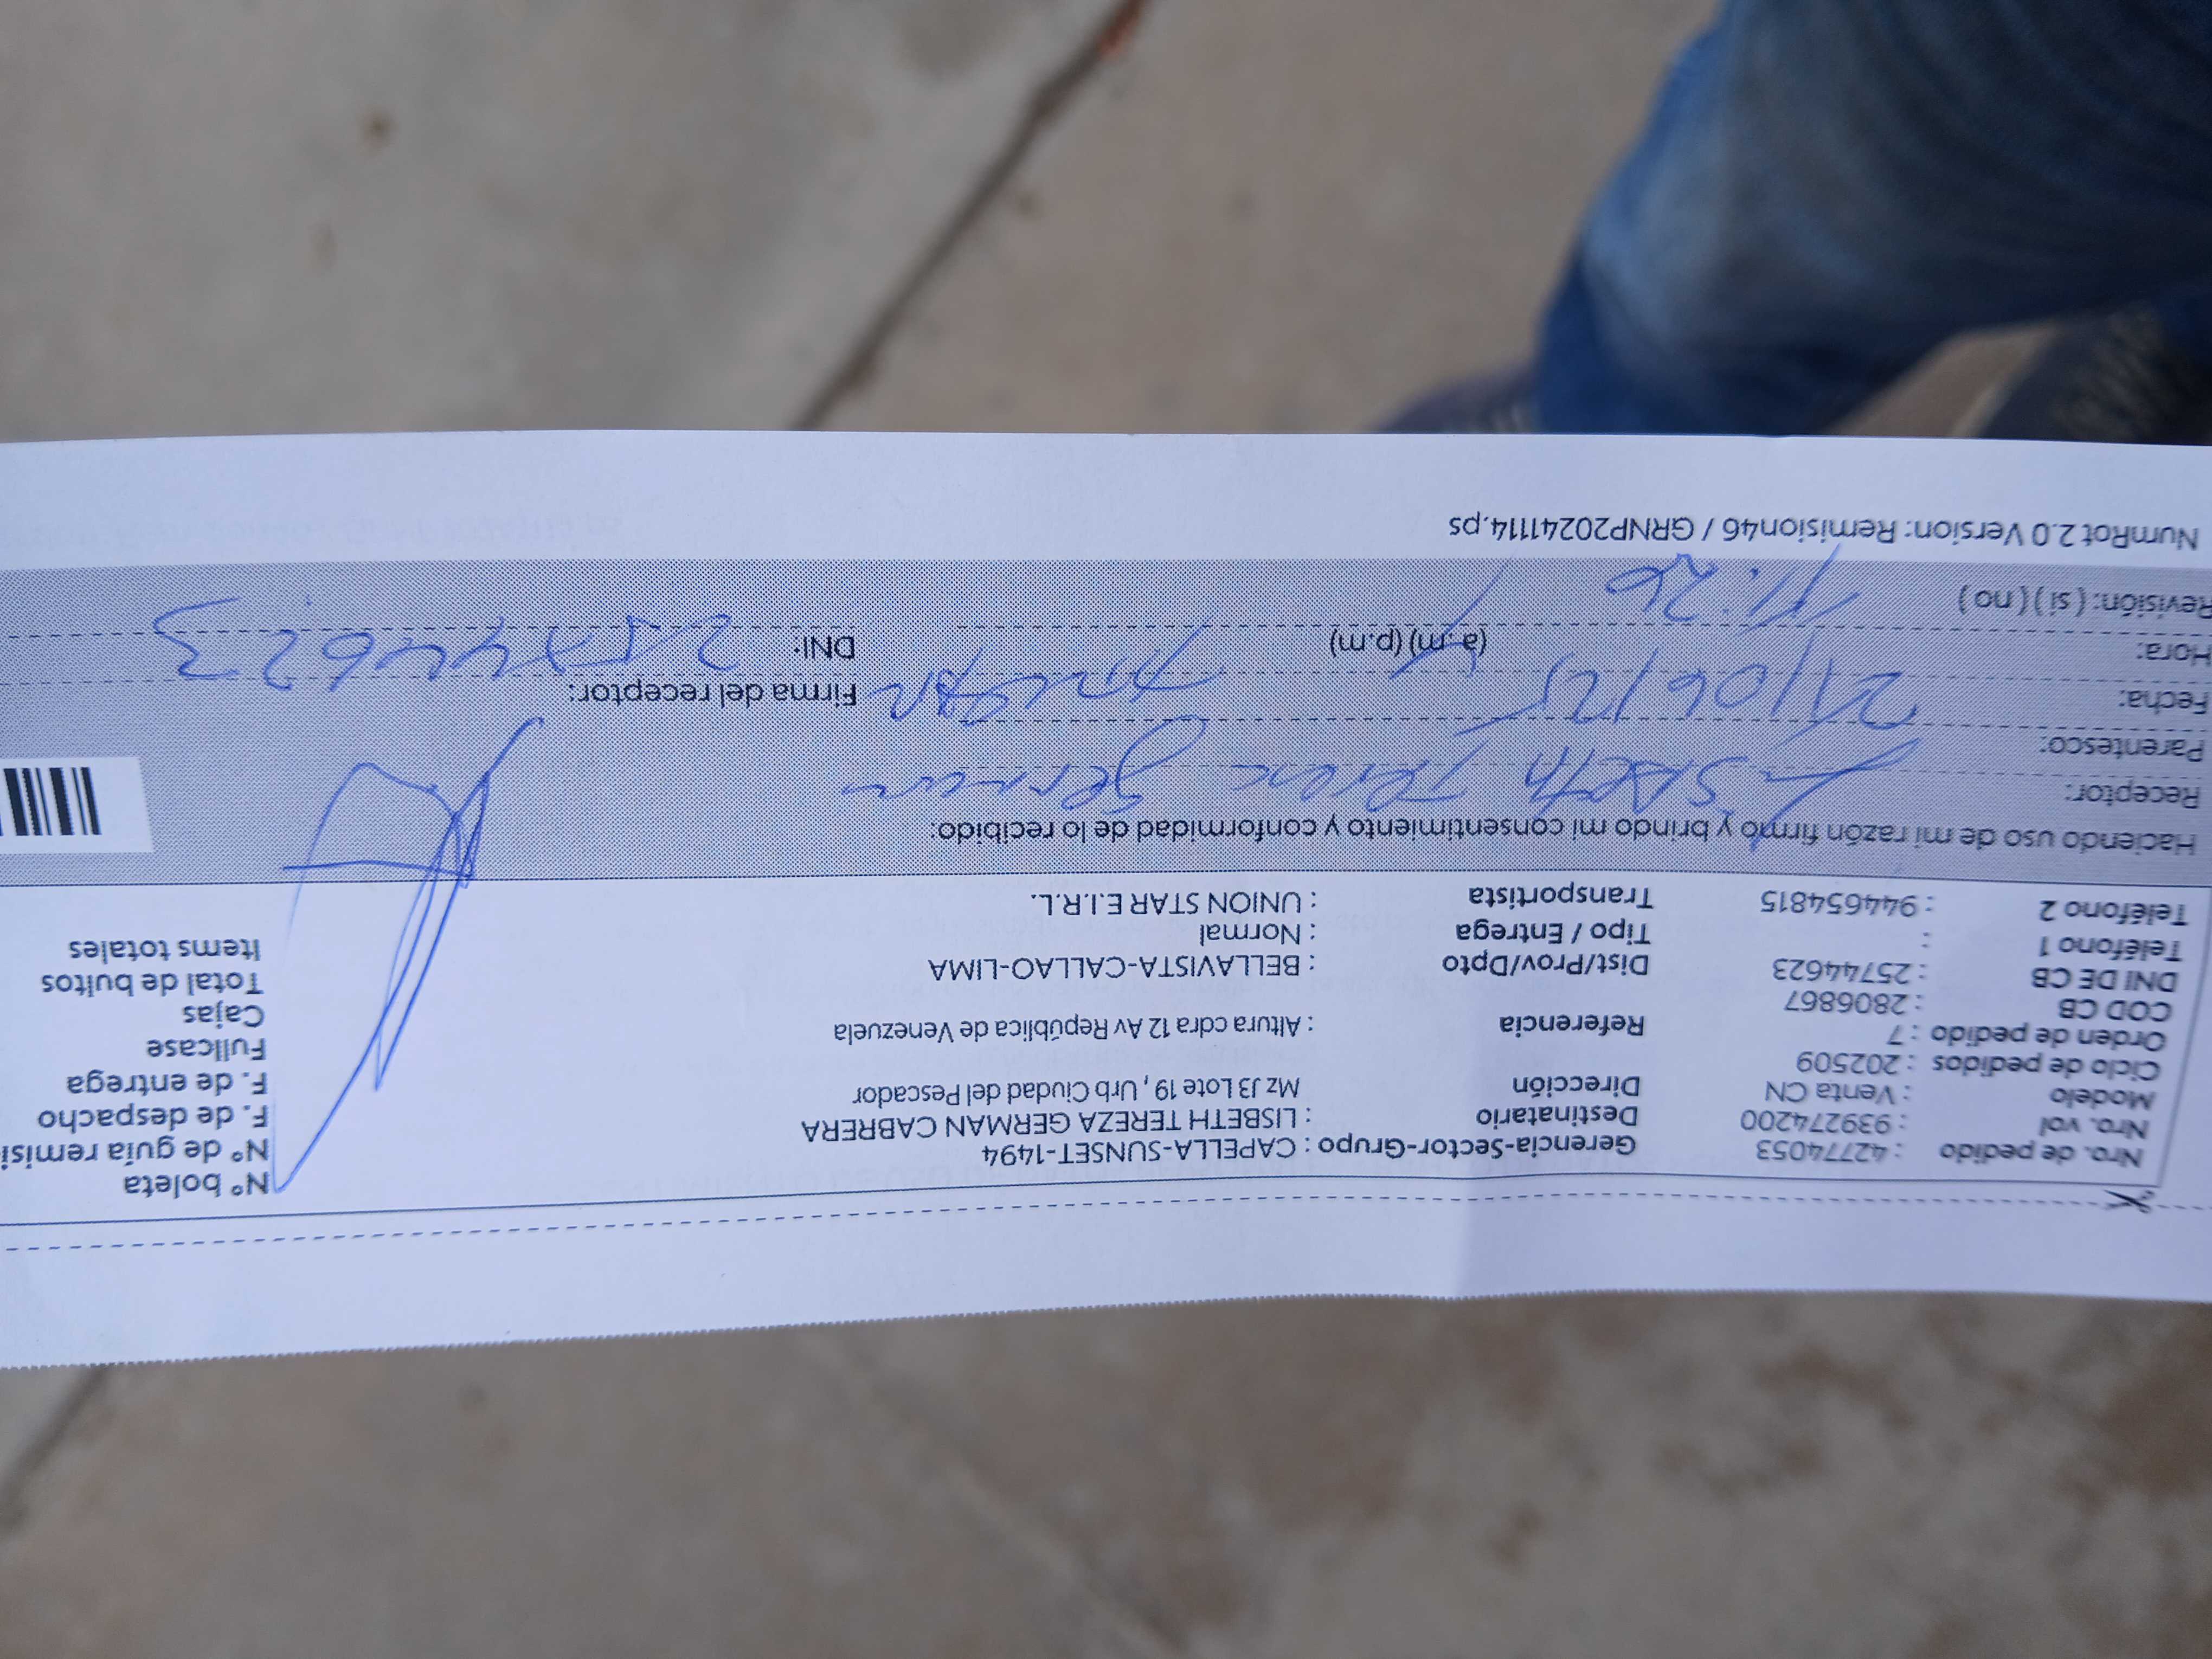 Nro. de pedido : 42774053 Gerencia-Sector-Grupo : CAPELLA-SUNSET-1494 N° boleta
Nro. vol : 939274200 Destinatario : LISBETH TEREZA GERMAN CABRERA N° de guía remisi
Modelo : Venta CN Dirección Mz J3 Lote 19 , Urb Ciudad del Pescador F. de despacho
Ciclo de pedidos : 202509 F. de entrega
Orden de pedido : 7 Referencia : Altura cdra 12 Av República de Venezuela Fullcase
COD CB : 2806867 Cajas
DNI DE CB : 25744623 Dist/Prov/Dpto : BELLAVISTA-CALLAO-LIMA Total de bultos
Teléfono 1 : Tipo / Entrega : Normal Items totales
Teléfono 2 : 944654815 Transportista : UNION STAR E.I.R.L.
Haciendo uso de mi razón firmo y brindo mi consentimiento y conformidad de lo recibido:
Receptor: Lisbeth German
Parentesco:
Fecha: 21/06/25 Firma del receptor:
Hora: (a.m) (p.m) DNI: 25744623
Revisión: ( si ) ( no ) 11:26
NumRot 2.0 Version: Remision46 / GRNP20241114.ps